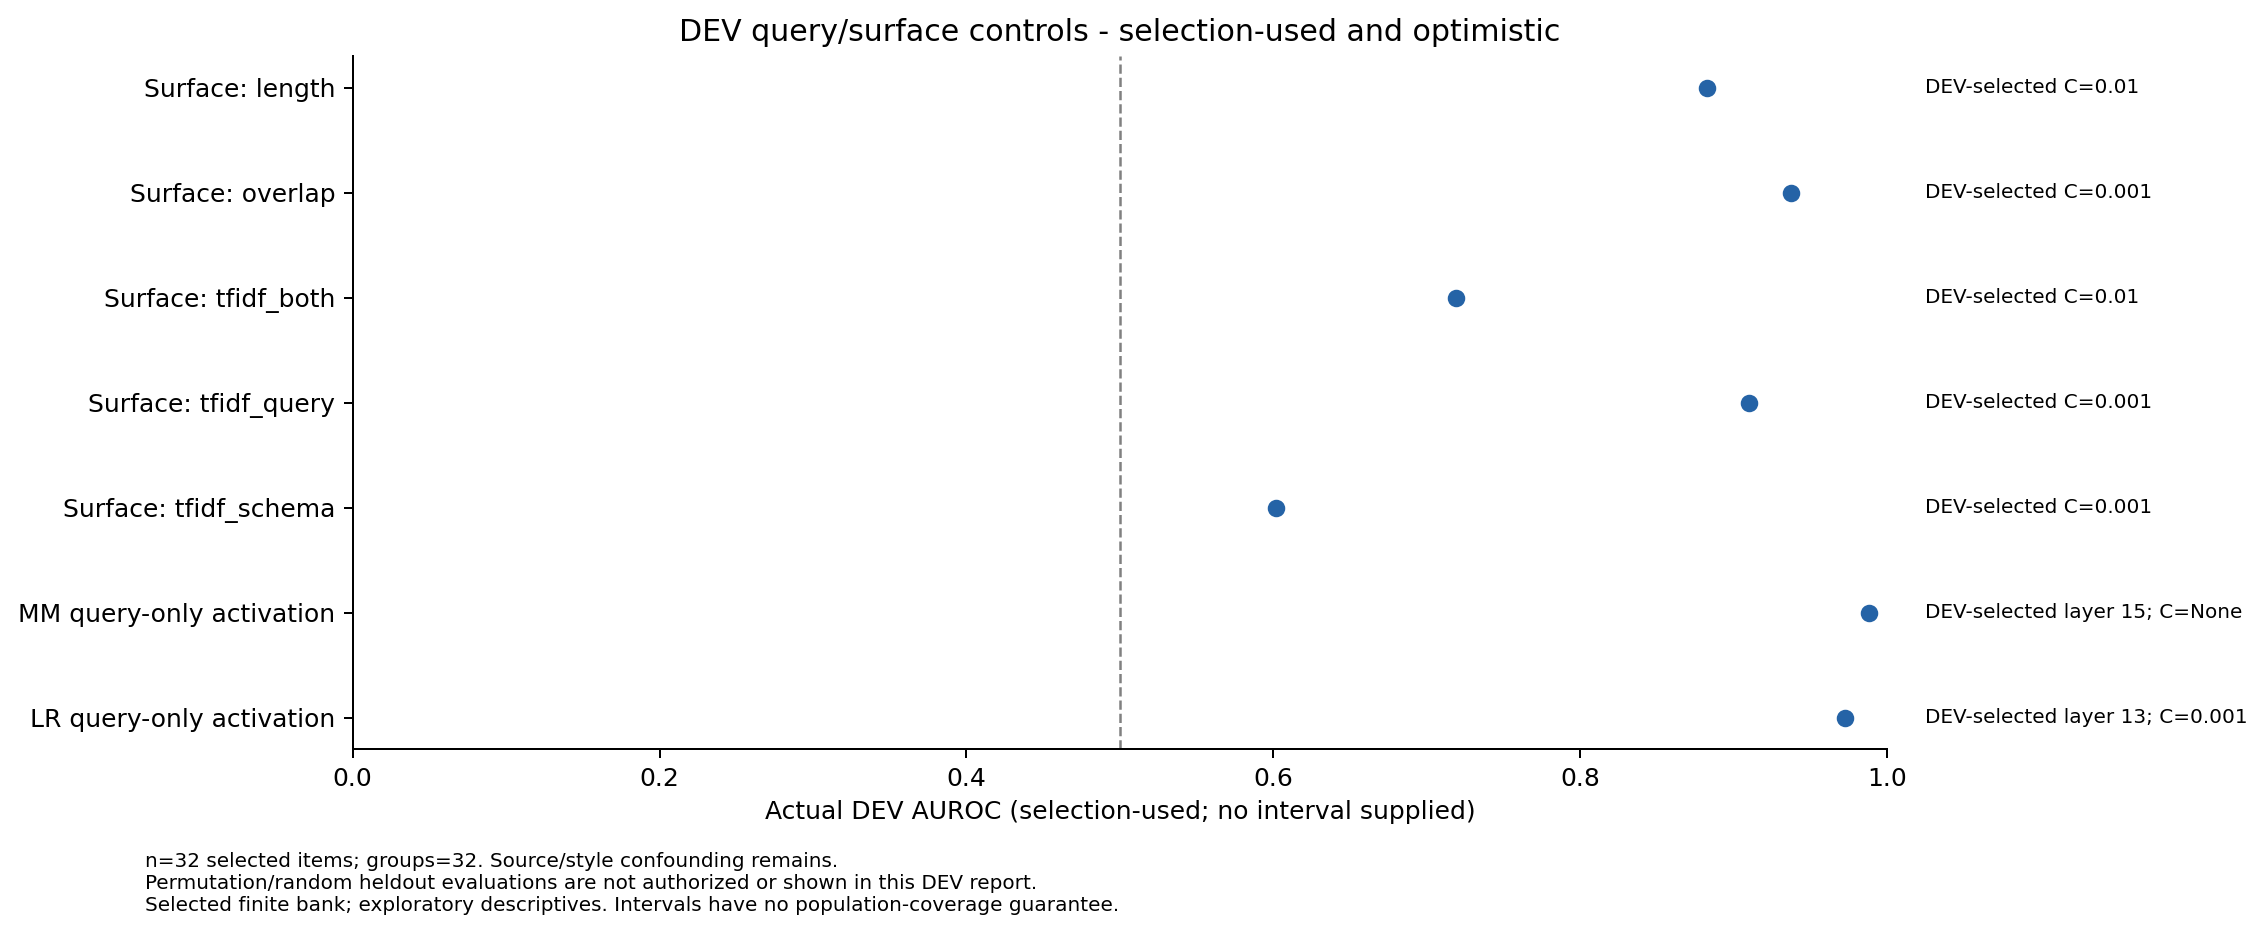 DEV query/surface controls - selection-used and optimistic
Surface: length
DEV-selected C=0.01
Surface: overlap
DEV-selected C=0.001
Surface: tfidf_both
DEV-selected C=0.01
Surface: tfidf_query
DEV-selected C=0.001
Surface: tfidf_schema
DEV-selected C=0.001
MM query-only activation
DEV-selected layer 15; C=None
LR query-only activation
DEV-selected layer 13; C=0.001
0.0 0.2 0.4 0.6 0.8 1.0
Actual DEV AUROC (selection-used; no interval supplied)
n=32 selected items; groups=32. Source/style confounding remains.
Permutation/random heldout evaluations are not authorized or shown in this DEV report.
Selected finite bank; exploratory descriptives. Intervals have no population-coverage guarantee.